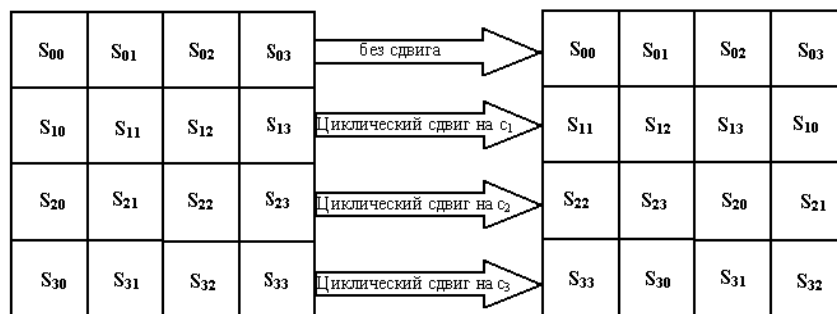 S00 S01 S02 S03 без сдвига S00 S01 S02 S03
S10 S11 S12 S13 Циклический сдвиг на c1 S11 S12 S13 S10
S20 S21 S22 S23 Циклический сдвиг на c2 S22 S23 S20 S21
S30 S31 S32 S33 Циклический сдвиг на c3 S33 S30 S31 S32